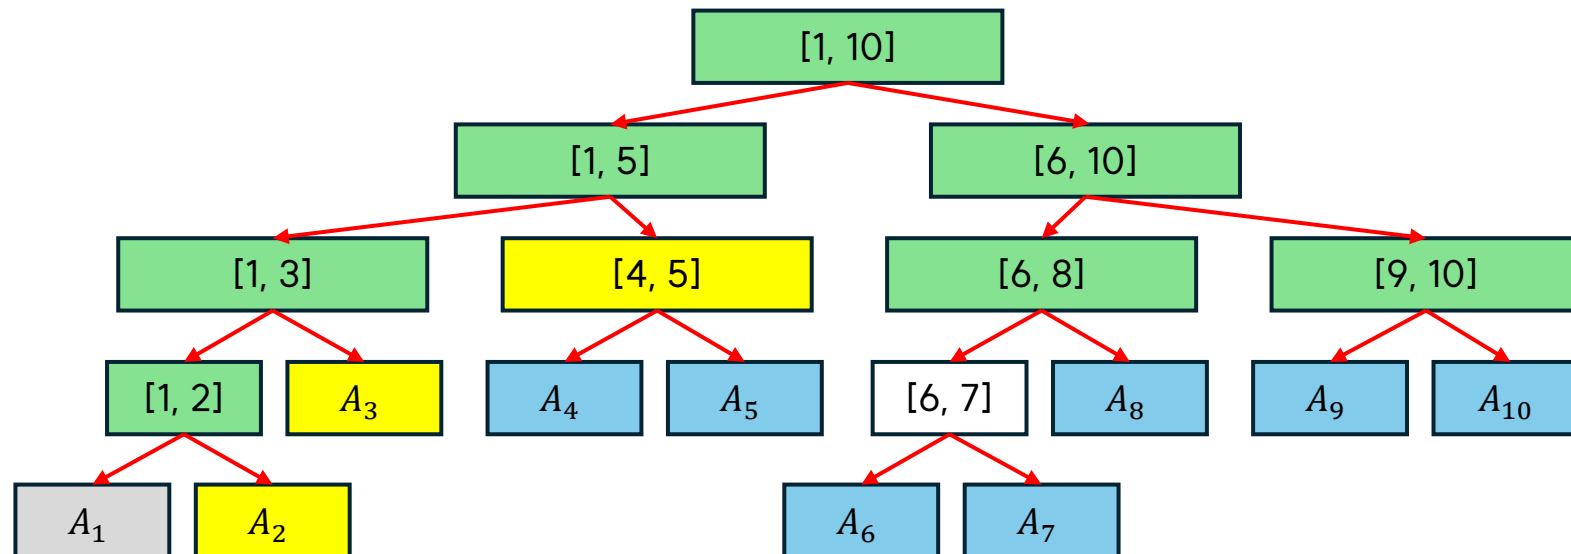 [1, 10]
[1, 5]
[6, 10]
[1, 3]
[4, 5]
[6, 8]
[9, 10]
[1, 2]
A₃
A₄
A₅
[6, 7]
A₈
A₉
A₁₀
A₁
A₂
A₆
A₇